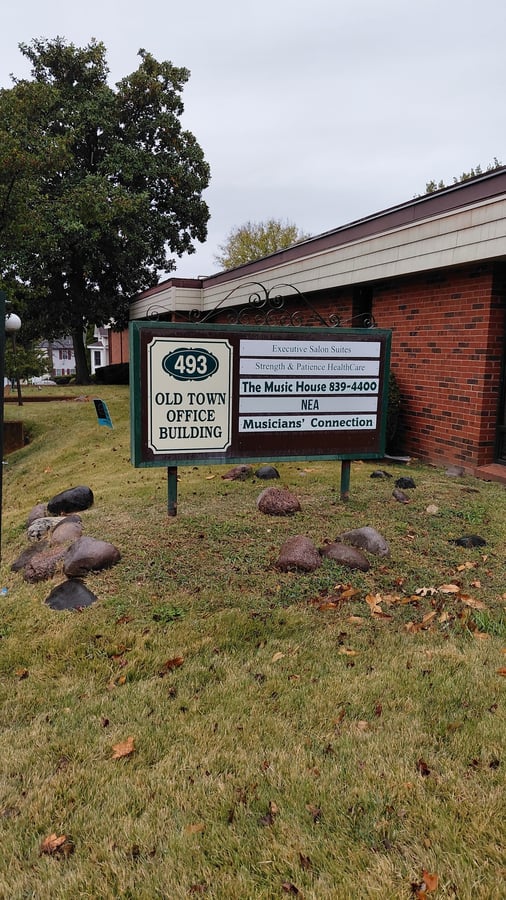 493
OLD TOWN
OFFICE
BUILDING
Executive Salon Suites
Strength & Patience HealthCare
The Music House 839-4400
NEA
Musicians' Connection